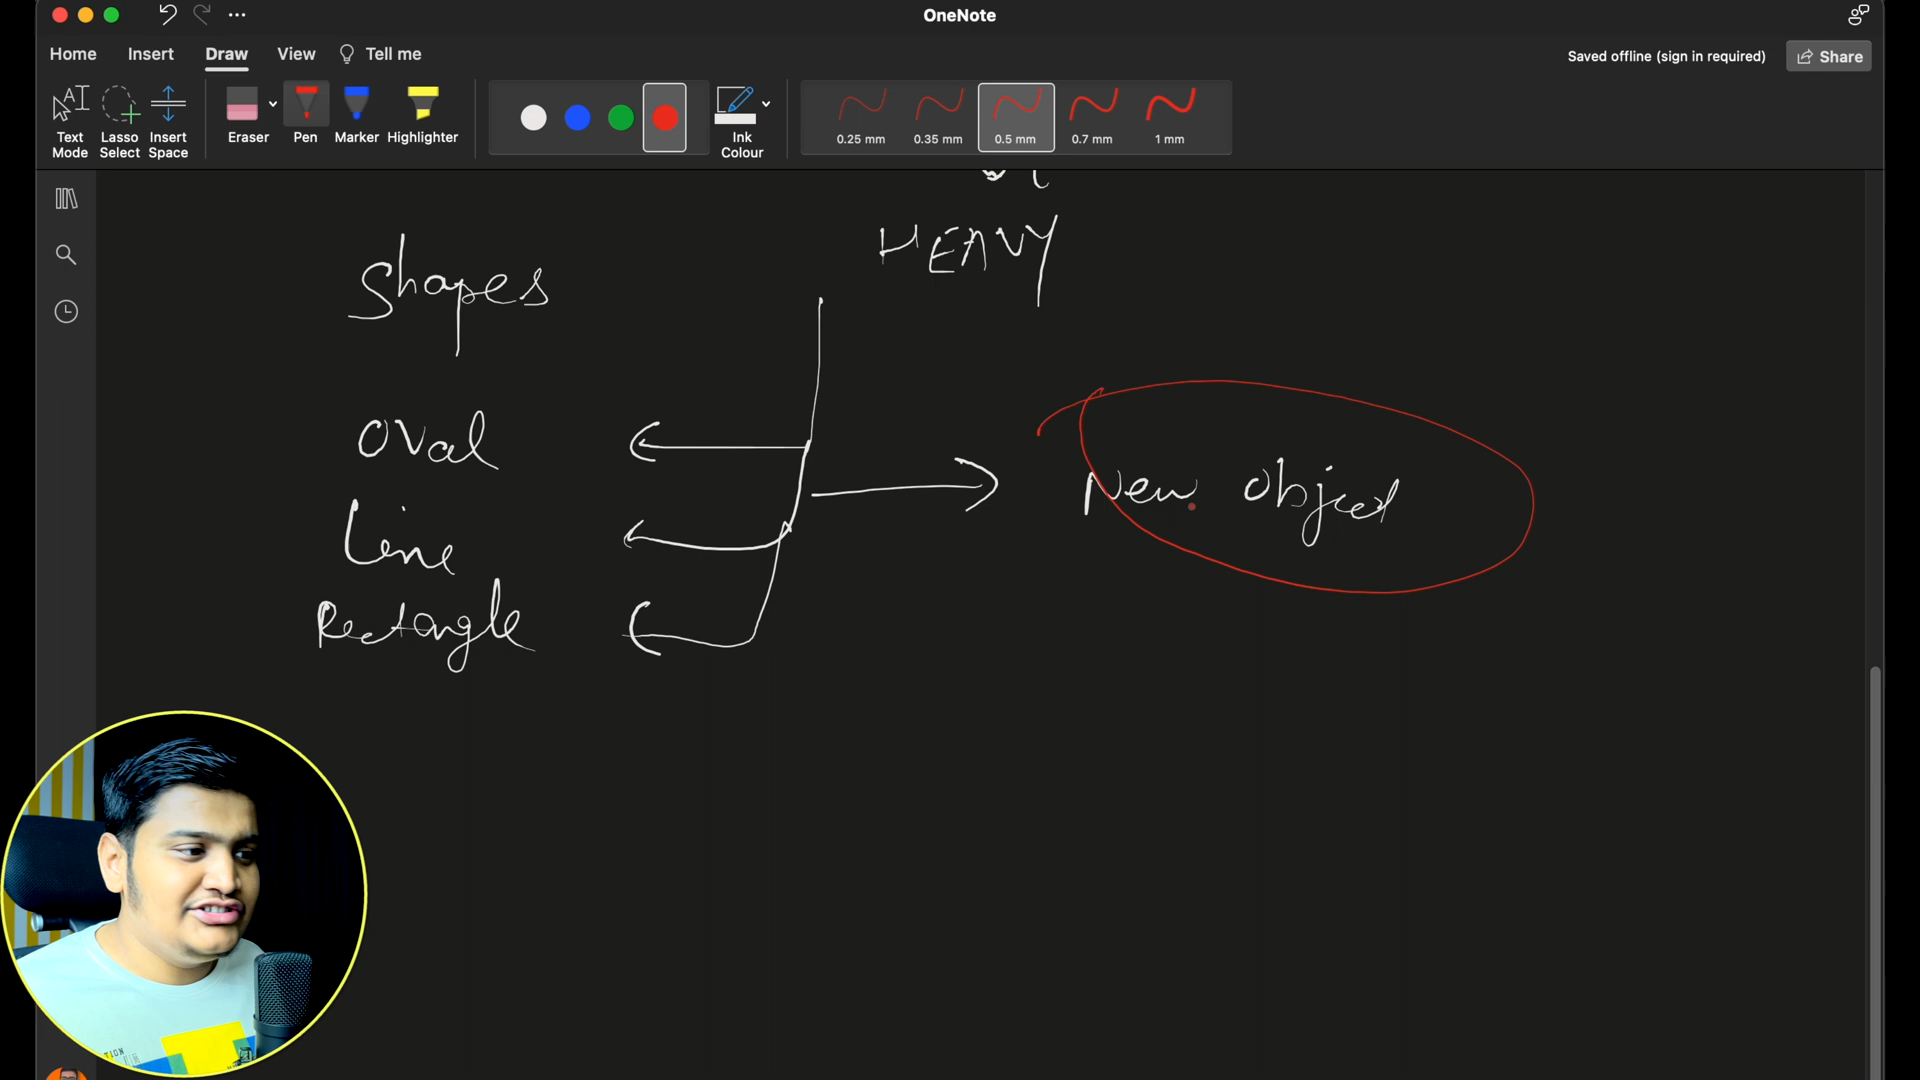 OneNote
Home Insert Draw View Tell me
Saved offline (sign in required) Share
Text Mode
Lasso Select
Insert Space
Eraser
Pen
Marker
Highlighter
Ink Colour
0.25 mm
0.35 mm
0.5 mm
0.7 mm
1 mm
HEAVY
Shapes
Oval
Line
Rectangle
New Object